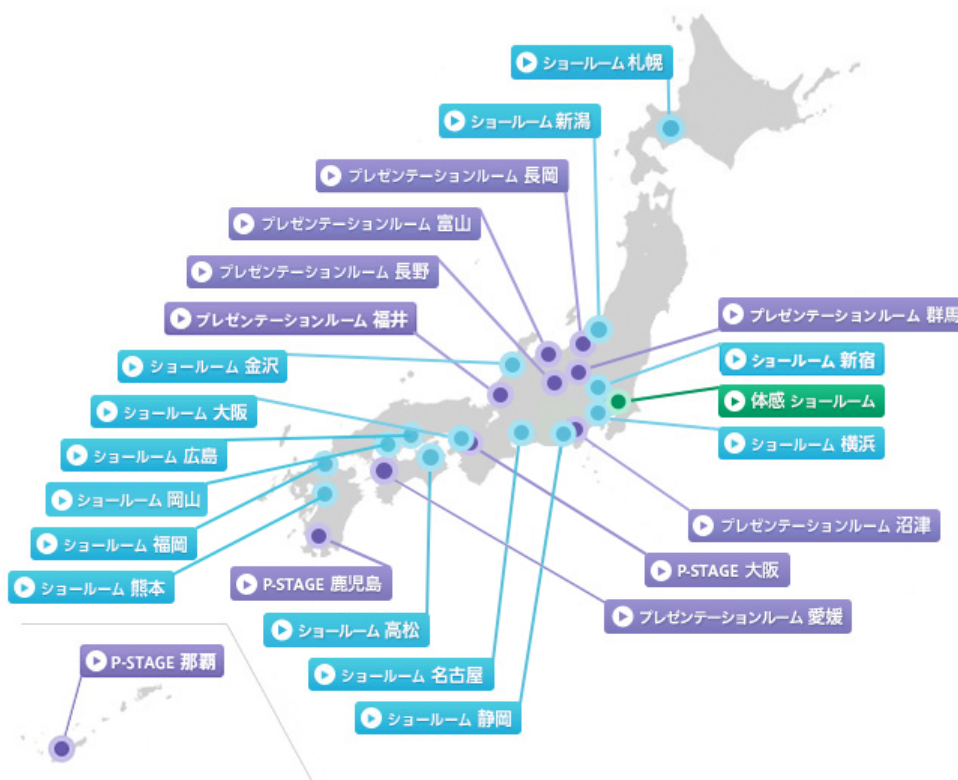 ショールーム 札幌
ショールーム 新潟
プレゼンテーションルーム 長岡
プレゼンテーションルーム 富山
プレゼンテーションルーム 長野
プレゼンテーションルーム 福井
プレゼンテーションルーム 群馬
ショールーム 金沢
ショールーム 新宿
体感 ショールーム
ショールーム 大阪
ショールーム 横浜
ショールーム 広島
ショールーム 岡山
プレゼンテーションルーム 沼津
ショールーム 福岡
P-STAGE 大阪
ショールーム 熊本
P-STAGE 鹿児島
プレゼンテーションルーム 愛媛
ショールーム 高松
P-STAGE 那覇
ショールーム 名古屋
ショールーム 静岡